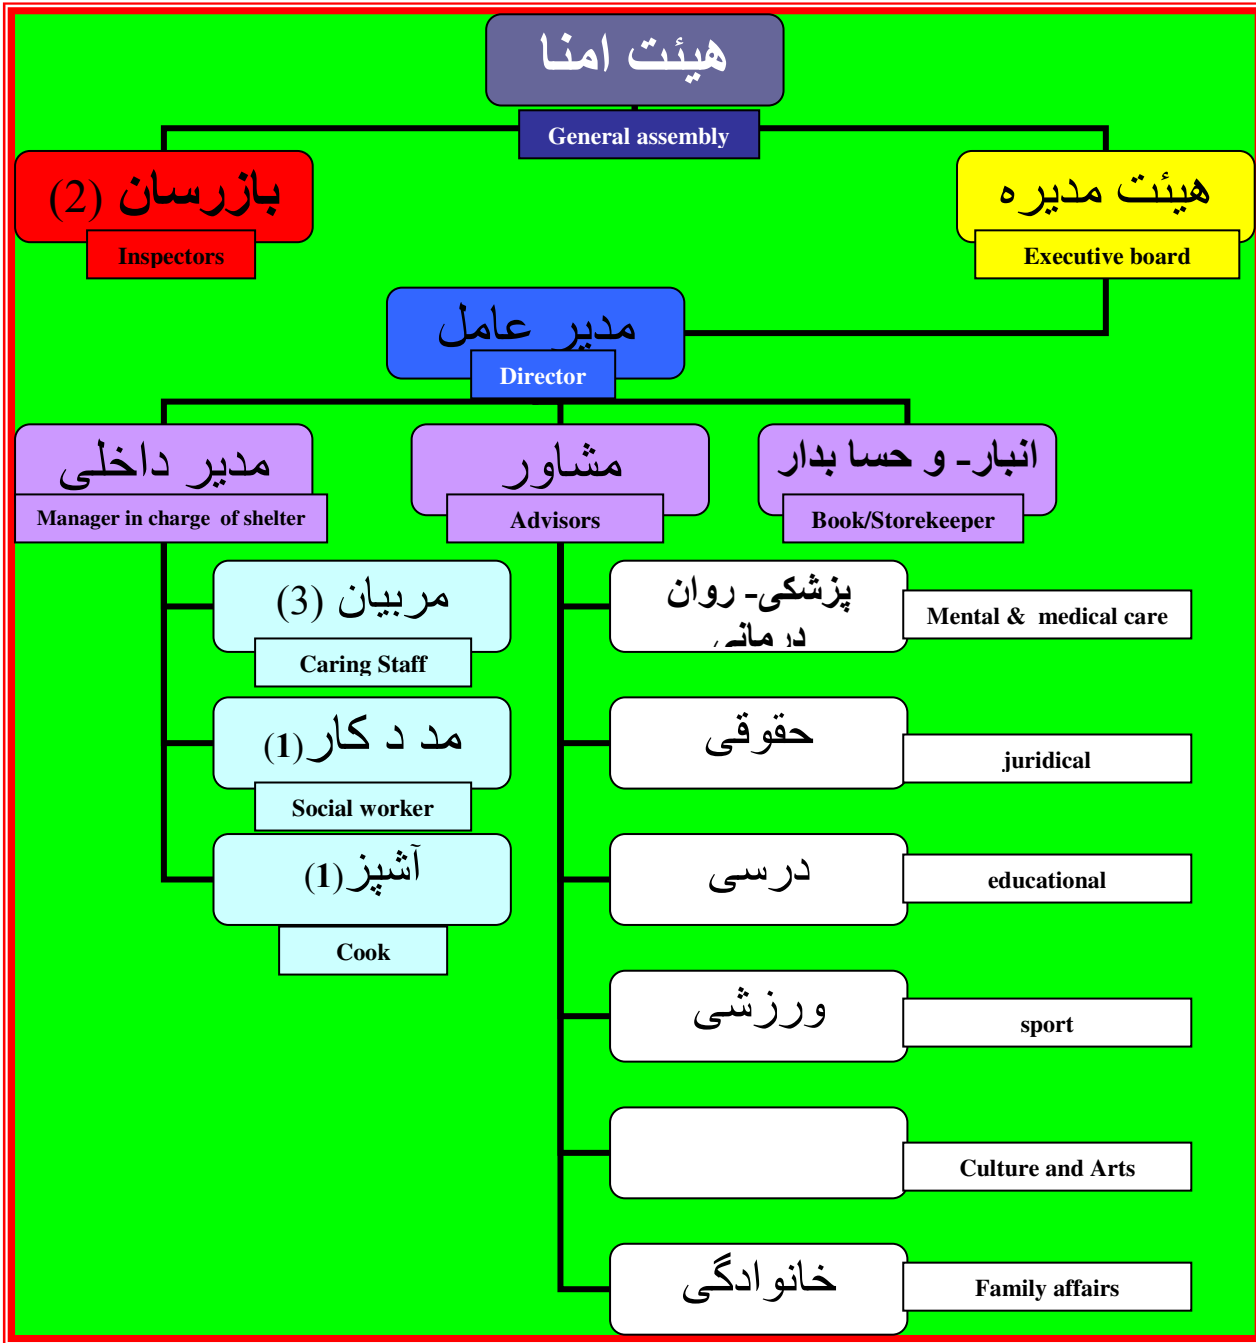 هیئت امنا
General assembly
بازرسان (2)
Inspectors
هیئت مدیره
Executive board
مدیر عامل
Director
مدیر داخلی
Manager in charge of shelter
مشاور
Advisors
انبار- و حسا بدار
Book/Storekeeper
مربیان (3)
Caring Staff
مد د کار (1)
Social worker
آشپز (1)
Cook
پزشکی- روان
درمانی
Mental & medical care
حقوقی
juridical
درسی
educational
ورزشی
sport
Culture and Arts
خانوادگی
Family affairs